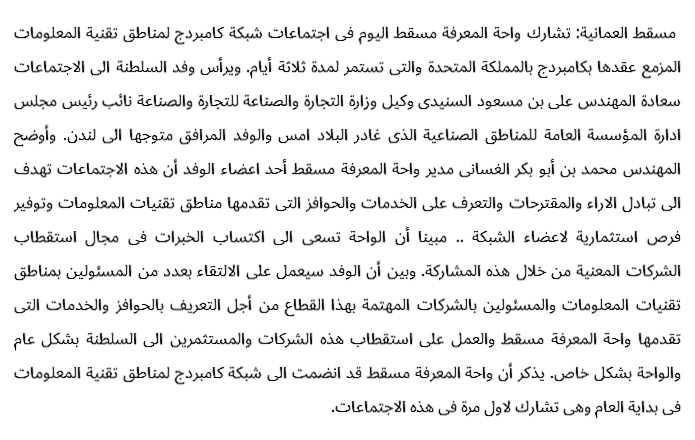 مسقط العمانية: تشارك واحة المعرفة مسقط اليوم فى اجتماعات شبكة كامبردج لمناطق تقنية المعلومات
المزمع عقدها بكامبردج بالمملكة المتحدة والتى تستمر لمدة ثلاثة أيام. ويرأس وفد السلطنة الى الاجتماعات
سعادة المهندس على بن مسعود السنيدى وكيل وزارة التجارة والصناعة للتجارة والصناعة نائب رئيس مجلس
ادارة المؤسسة العامة للمناطق الصناعية الذى غادر البلاد امس والوفد المرافق متوجها الى لندن. وأوضح
المهندس محمد بن أبو بكر الغسانى مدير واحة المعرفة مسقط أحد اعضاء الوفد أن هذه الاجتماعات تهدف
الى تبادل الاراء والمقترحات والتعرف على الخدمات والحوافز التى تقدمها مناطق تقنيات المعلومات وتوفير
فرص استثمارية لاعضاء الشبكة .. مبينا أن الواحة تسعى الى اكتساب الخبرات فى مجال استقطاب
الشركات المعنية من خلال هذه المشاركة. وبين أن الوفد سيعمل على الالتقاء بعدد من المسئولين بمناطق
تقنيات المعلومات والمسئولين بالشركات المهتمة بهذا القطاع من أجل التعريف بالحوافز والخدمات التى
تقدمها واحة المعرفة مسقط والعمل على استقطاب هذه الشركات والمستثمرين الى السلطنة بشكل عام
والواحة بشكل خاص. يذكر أن واحة المعرفة مسقط قد انضمت الى شبكة كامبردج لمناطق تقنية المعلومات
فى بداية العام وهى تشارك لاول مرة فى هذه الاجتماعات.